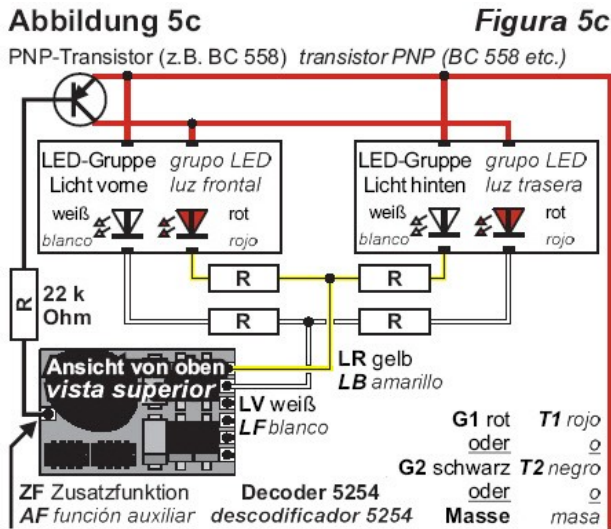 Abbildung 5c Figura 5c
PNP-Transistor (z.B. BC 558) transistor PNP (BC 558 etc.)
LED-Gruppe grupo LED
Licht vorne luz frontal
weiß rot
blanco rojo
LED-Gruppe grupo LED
Licht hinten luz trasera
weiß rot
blanco rojo
R
22 k
Ohm
R
R
R
R
Ansicht von oben
vista superior
LR gelb
LB amarillo
LV weiß
LF blanco
G1 rot T1 rojo
oder o
G2 schwarz T2 negro
oder o
Masse masa
ZF Zusatzfunktion
AF función auxiliar
Decoder 5254
descodificador 5254